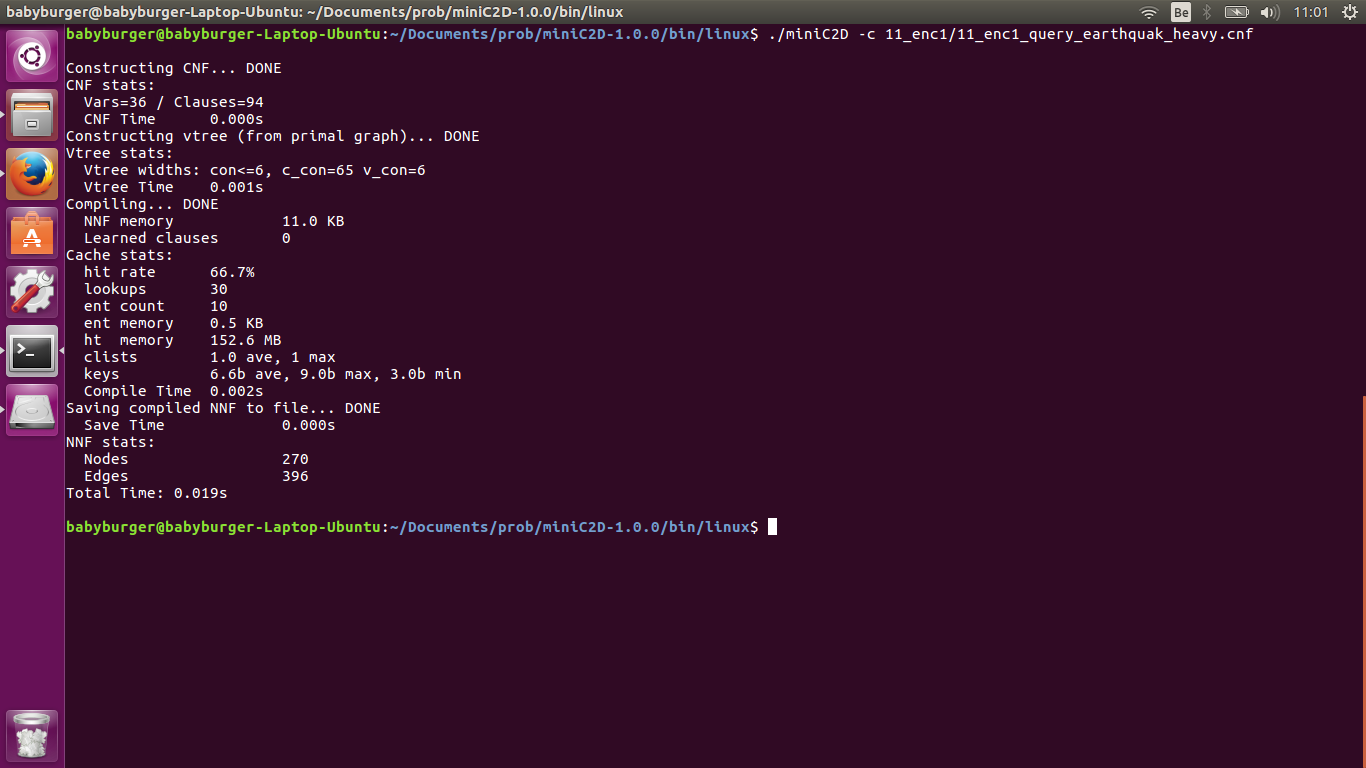 babyburger@babyburger-Laptop-Ubuntu: ~/Documents/prob/miniC2D-1.0.0/bin/linux Be 11:01
babyburger@babyburger-Laptop-Ubuntu:~/Documents/prob/miniC2D-1.0.0/bin/linux$ ./miniC2D -c 11_enc1/11_enc1_query_earthquak_heavy.cnf
Constructing CNF... DONE
CNF stats:
  Vars=36 / Clauses=94
  CNF Time      0.000s
Constructing vtree (from primal graph)... DONE
Vtree stats:
  Vtree widths: con<=6, c_con=65 v_con=6
  Vtree Time    0.001s
Compiling... DONE
  NNF memory            11.0 KB
  Learned clauses       0
Cache stats:
  hit rate      66.7%
  lookups       30
  ent count     10
  ent memory    0.5 KB
  ht  memory    152.6 MB
  clists        1.0 ave, 1 max
  keys          6.6b ave, 9.0b max, 3.0b min
  Compile Time  0.002s
Saving compiled NNF to file... DONE
  Save Time             0.000s
NNF stats:
  Nodes                 270
  Edges                 396
Total Time: 0.019s
babyburger@babyburger-Laptop-Ubuntu:~/Documents/prob/miniC2D-1.0.0/bin/linux$